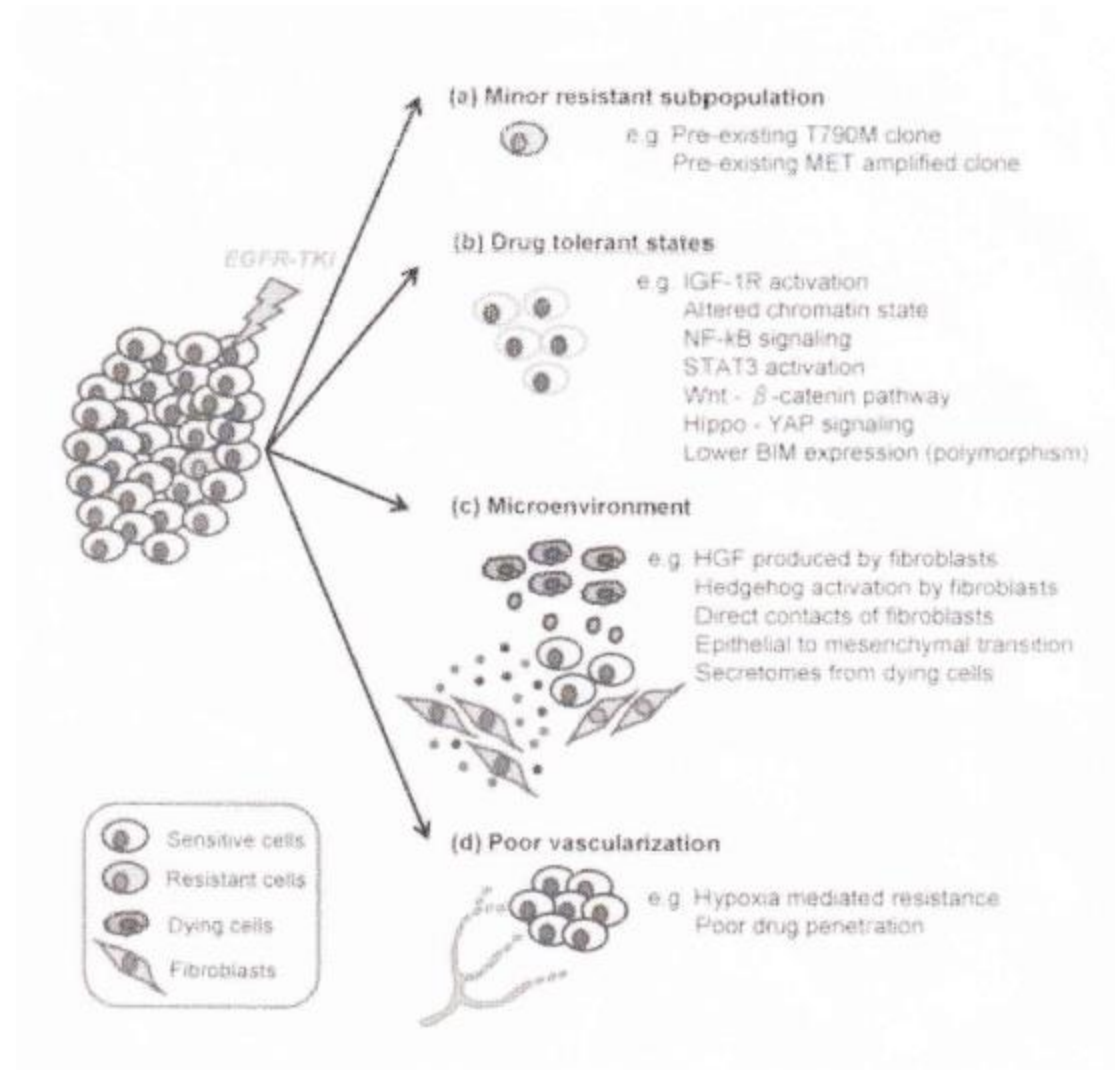 (a) Minor resistant subpopulation
e.g Pre-existing T790M clone
Pre-existing MET amplified clone
EGFR-TKI
(b) Drug tolerant states
e.g IGF-1R activation
Altered chromatin state
NF-kB signaling
STAT3 activation
Wnt - β-catenin pathway
Hippo - YAP signaling
Lower BIM expression (polymorphism)
(c) Microenvironment
e.g HGF produced by fibroblasts
Hedgehog activation by fibroblasts
Direct contacts of fibroblasts
Epithelial to mesenchymal transition
Secretomes from dying cells
(d) Poor vascularization
e.g Hypoxia mediated resistance
Poor drug penetration
Sensitive cells
Resistant cells
Dying cells
Fibroblasts